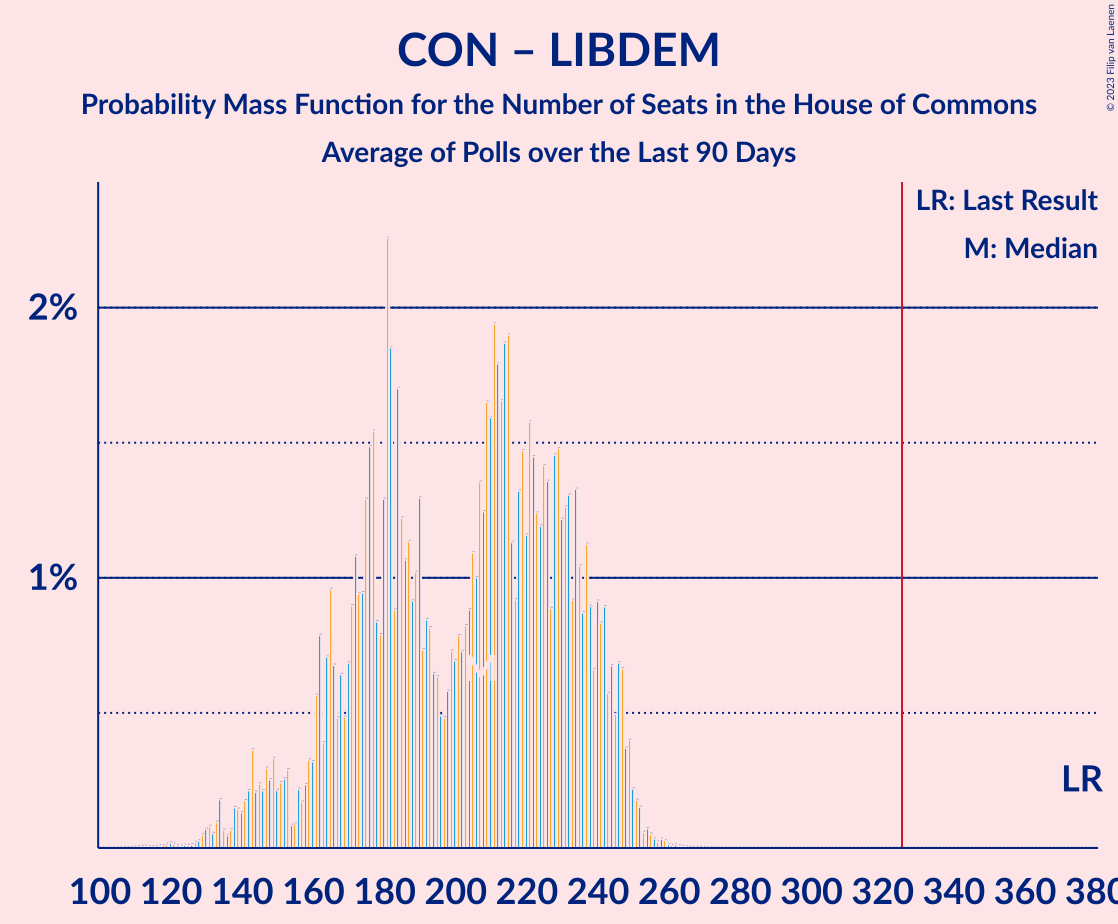 CON – LIBDEM
Probability Mass Function for the Number of Seats in the House of Commons
Average of Polls over the Last 90 Days
© 2023 Filip van Laenen
LR: Last Result
M: Median
2%
1%
M
LR
100 120 140 160 180 200 220 240 260 280 300 320 340 360 380